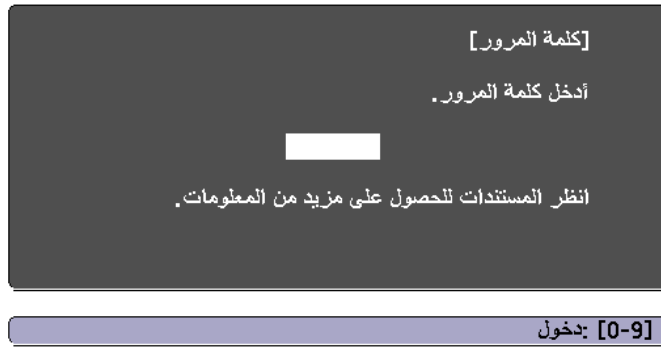 [كلمة المرور]
أدخل كلمة المرور.
انظر المستندات للحصول على مزيد من المعلومات.
[0-9] :دخول